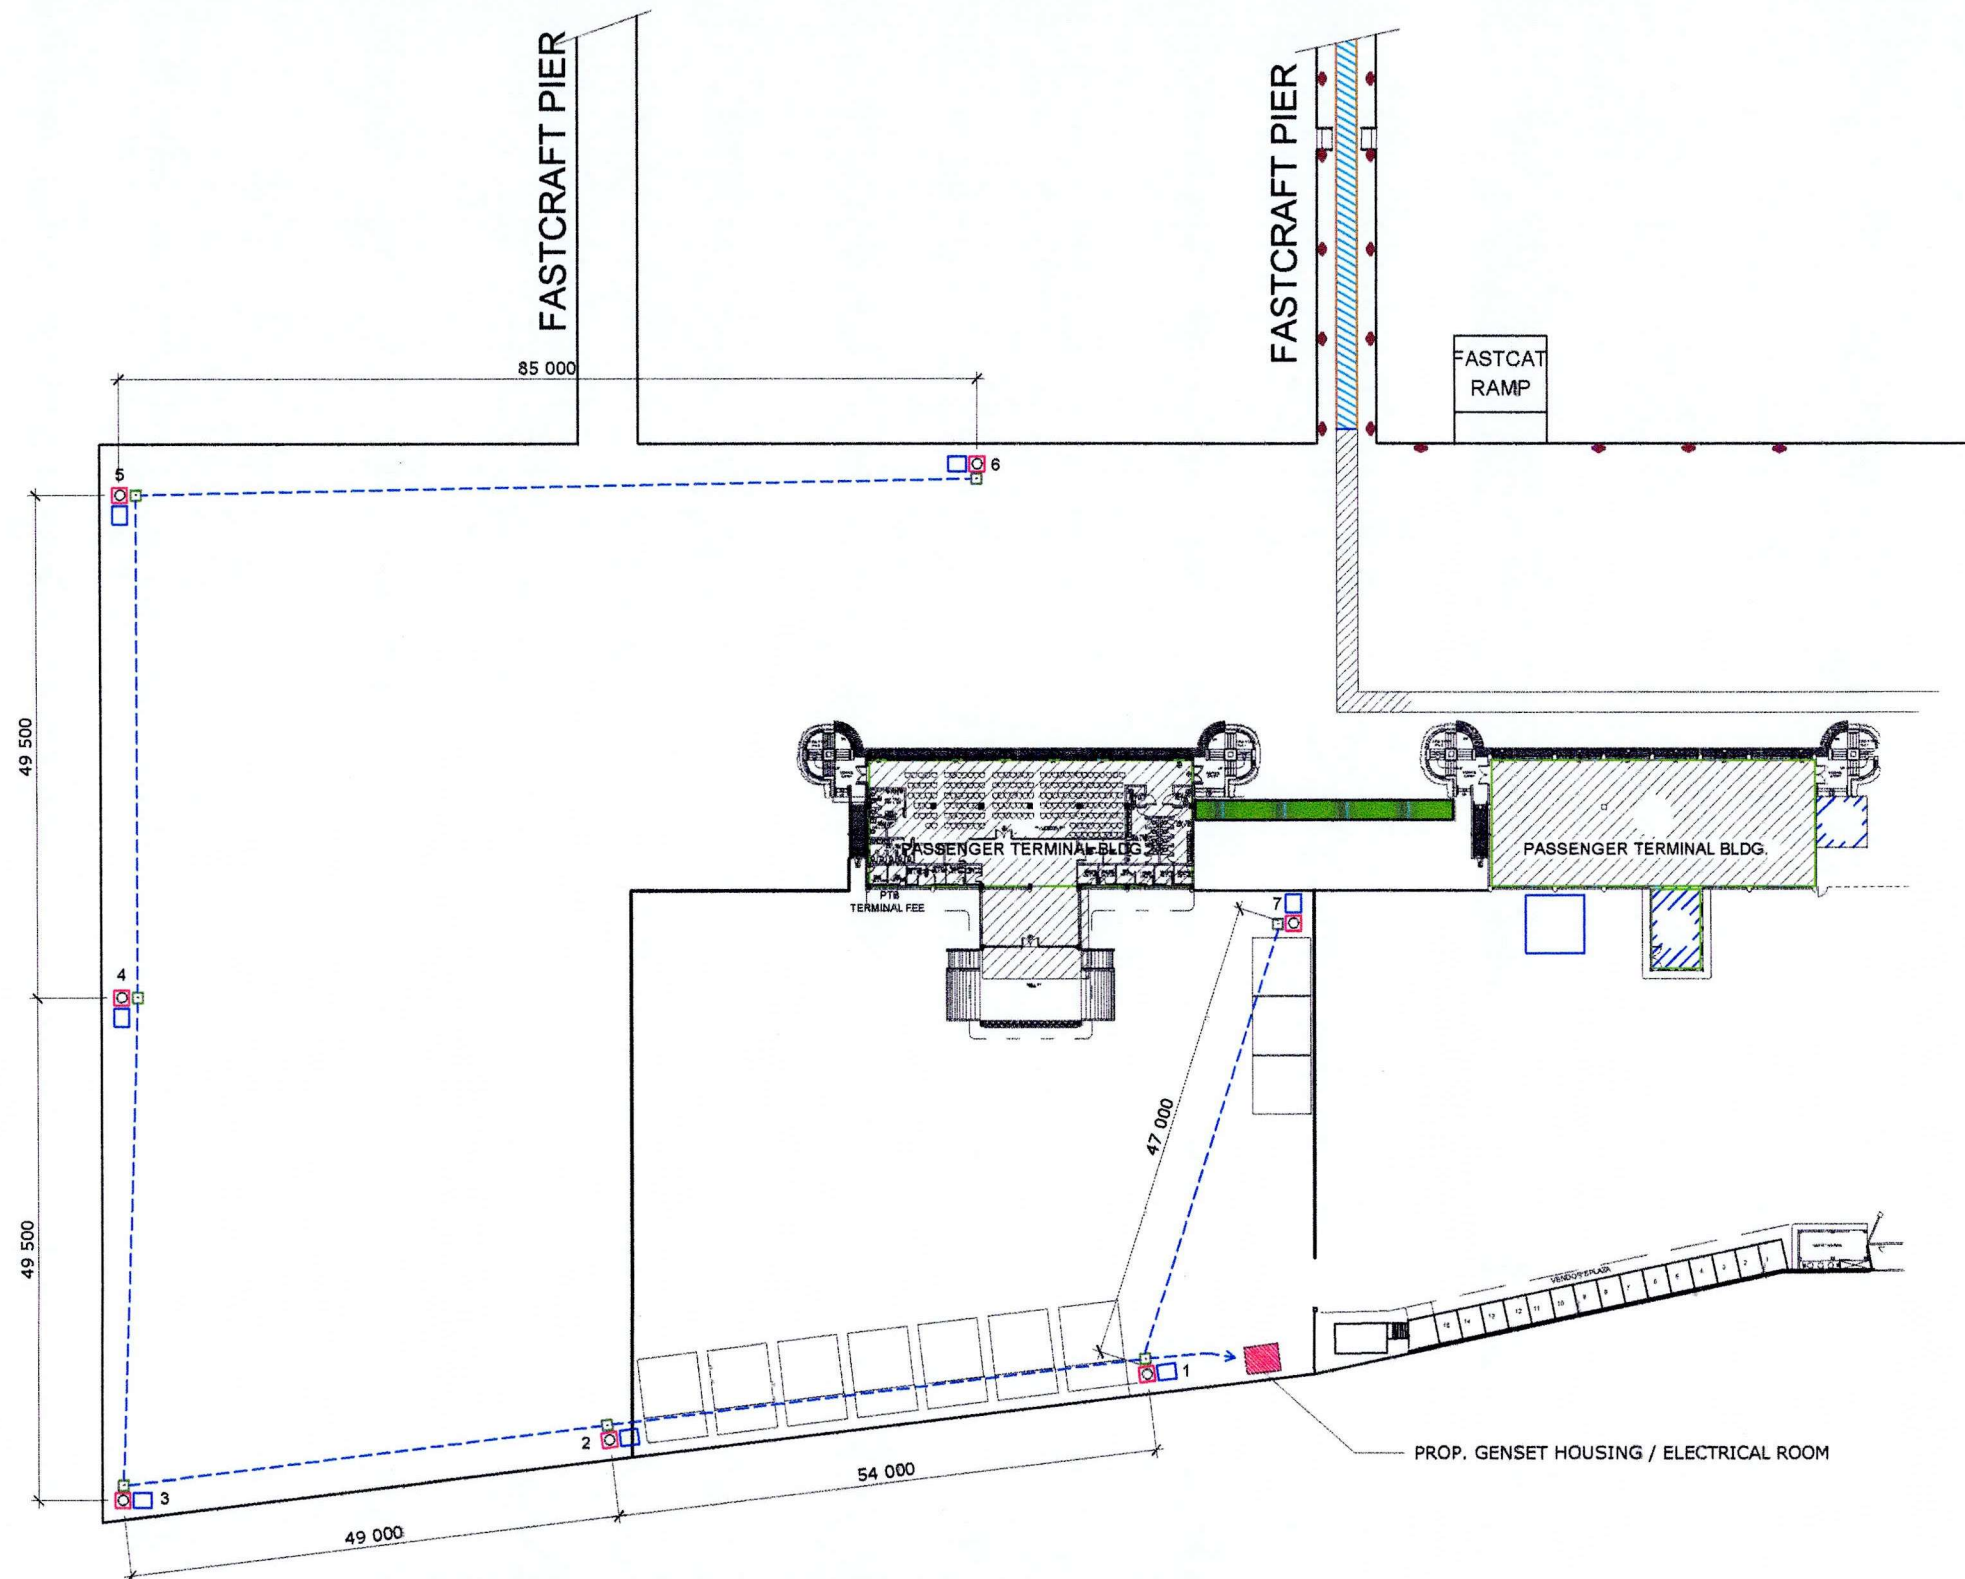 FASTCRAFT PIER
FASTCRAFT PIER
85 000
FASTCAT
RAMP
5
6
49 500
PASSENGER TERMINAL BLDG.
PASSENGER TERMINAL BLDG.
PTB
TERMINAL FEE
7
4
47 000
49 500
VENDO'S PLAZA
1
2
PROP. GENSET HOUSING / ELECTRICAL ROOM
54 000
3
49 000